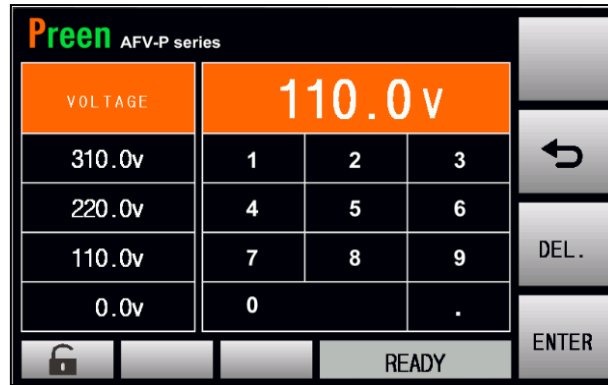 Preen AFV-P series
VOLTAGE 110.0v
310.0v 1 2 3
220.0v 4 5 6
110.0v 7 8 9 DEL.
0.0v 0 .
READY ENTER